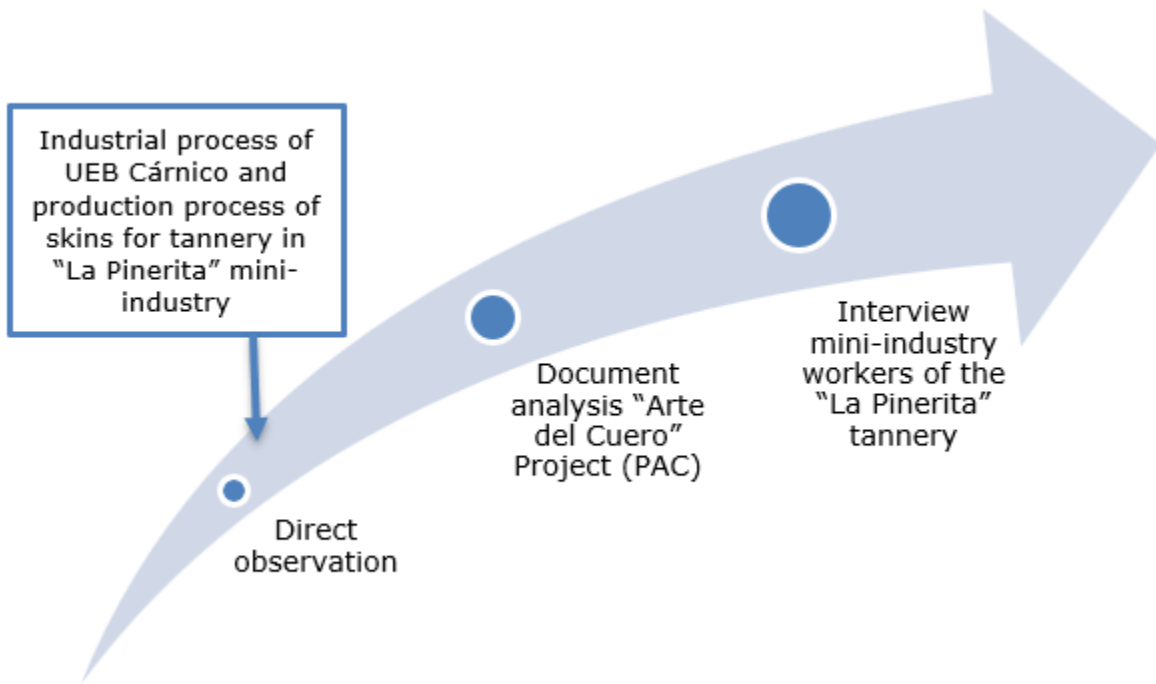 Industrial process of
UEB Cárnico and
production process of
skins for tannery in
“La Pinerita” mini-
industry
Direct
observation
Document
analysis “Arte
del Cuero”
Project (PAC)
Interview
mini-industry
workers of the
“La Pinerita”
tannery